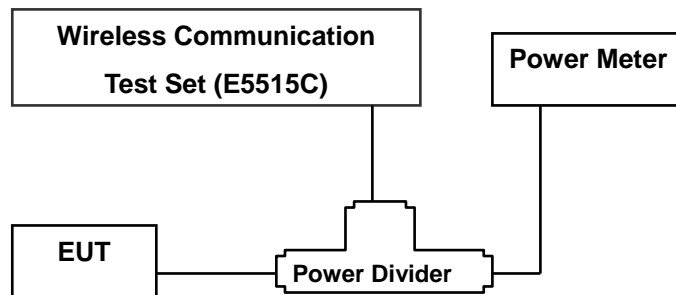 Wireless Communication
Test Set (E5515C)
Power Meter
EUT
Power Divider